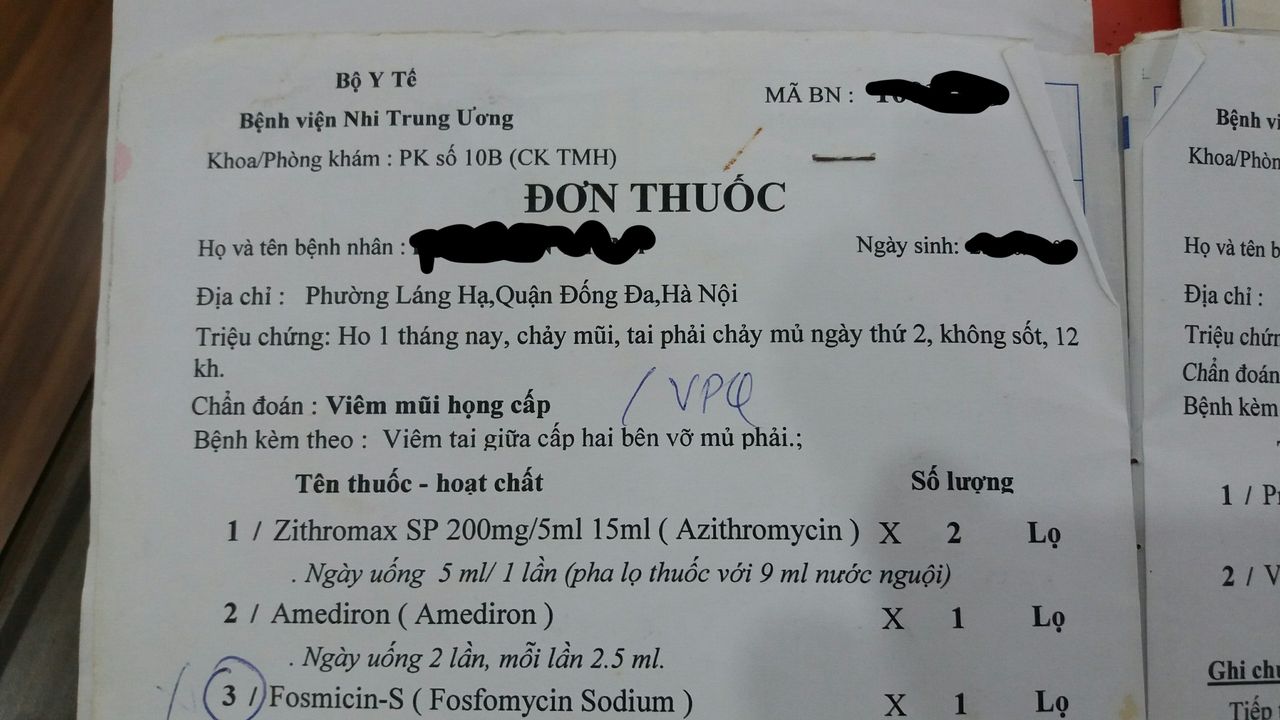 Bộ Y Tế
Bệnh viện Nhi Trung Ương
MÃ BN :
Khoa/Phòng khám : PK số 10B (CK TMH)
ĐƠN THUỐC
Họ và tên bệnh nhân :
Ngày sinh:
Địa chỉ : Phường Láng Hạ,Quận Đống Đa,Hà Nội
Triệu chứng: Ho 1 tháng nay, chảy mũi, tai phải chảy mủ ngày thứ 2, không sốt, 12
kh.
Chẩn đoán : Viêm mũi họng cấp / VPQ
Bệnh kèm theo : Viêm tai giữa cấp hai bên vỡ mủ phải.;
Tên thuốc - hoạt chất Số lượng
1 / Zithromax SP 200mg/5ml 15ml ( Azithromycin ) X 2 Lọ
. Ngày uống 5 ml/ 1 lần (pha lọ thuốc với 9 ml nước nguội)
2 / Amediron ( Amediron ) X 1 Lọ
. Ngày uống 2 lần, mỗi lần 2.5 ml.
3 / Fosmicin-S ( Fosfomycin Sodium ) X 1 Lọ
Bệnh
Khoa/Phòn
Họ và tên
Địa chỉ :
Triệu
Chẩn
Bệnh
1 /
2 /
Ghi
Tiếp